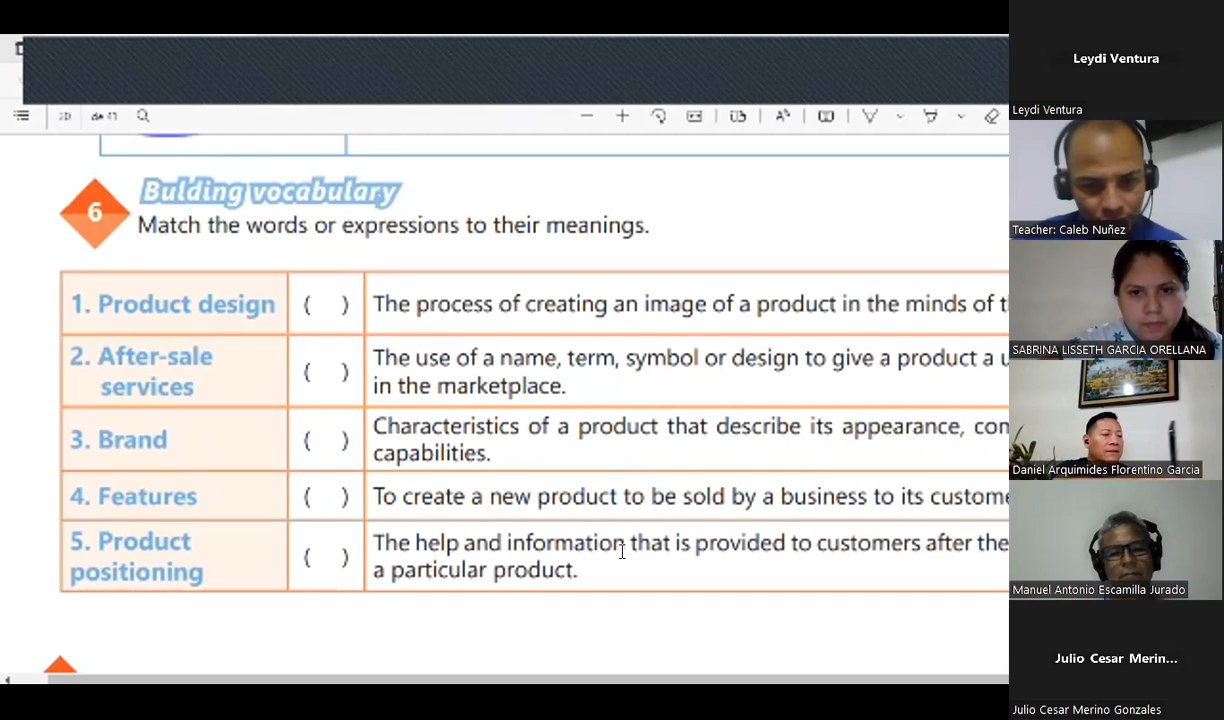 de 41
6
Bulding vocabulary
Match the words or expressions to their meanings.
1. Product design ( ) The process of creating an image of a product in the minds of
2. After-sale services ( ) The use of a name, term, symbol or design to give a product a
in the marketplace.
3. Brand ( ) Characteristics of a product that describe its appearance,
capabilities.
4. Features ( ) To create a new product to be sold by a business to its
5. Product positioning ( ) The help and information that is provided to customers after the
a particular product.
Leydi Ventura
Leydi Ventura
Teacher: Caleb Nuñez
SABRINA LISSETH GARCIA ORELLANA
Daniel Arquimides Florentino Garcia
Manuel Antonio Escamilla Jurado
Julio Cesar Merin...
Julio Cesar Merino Gonzales